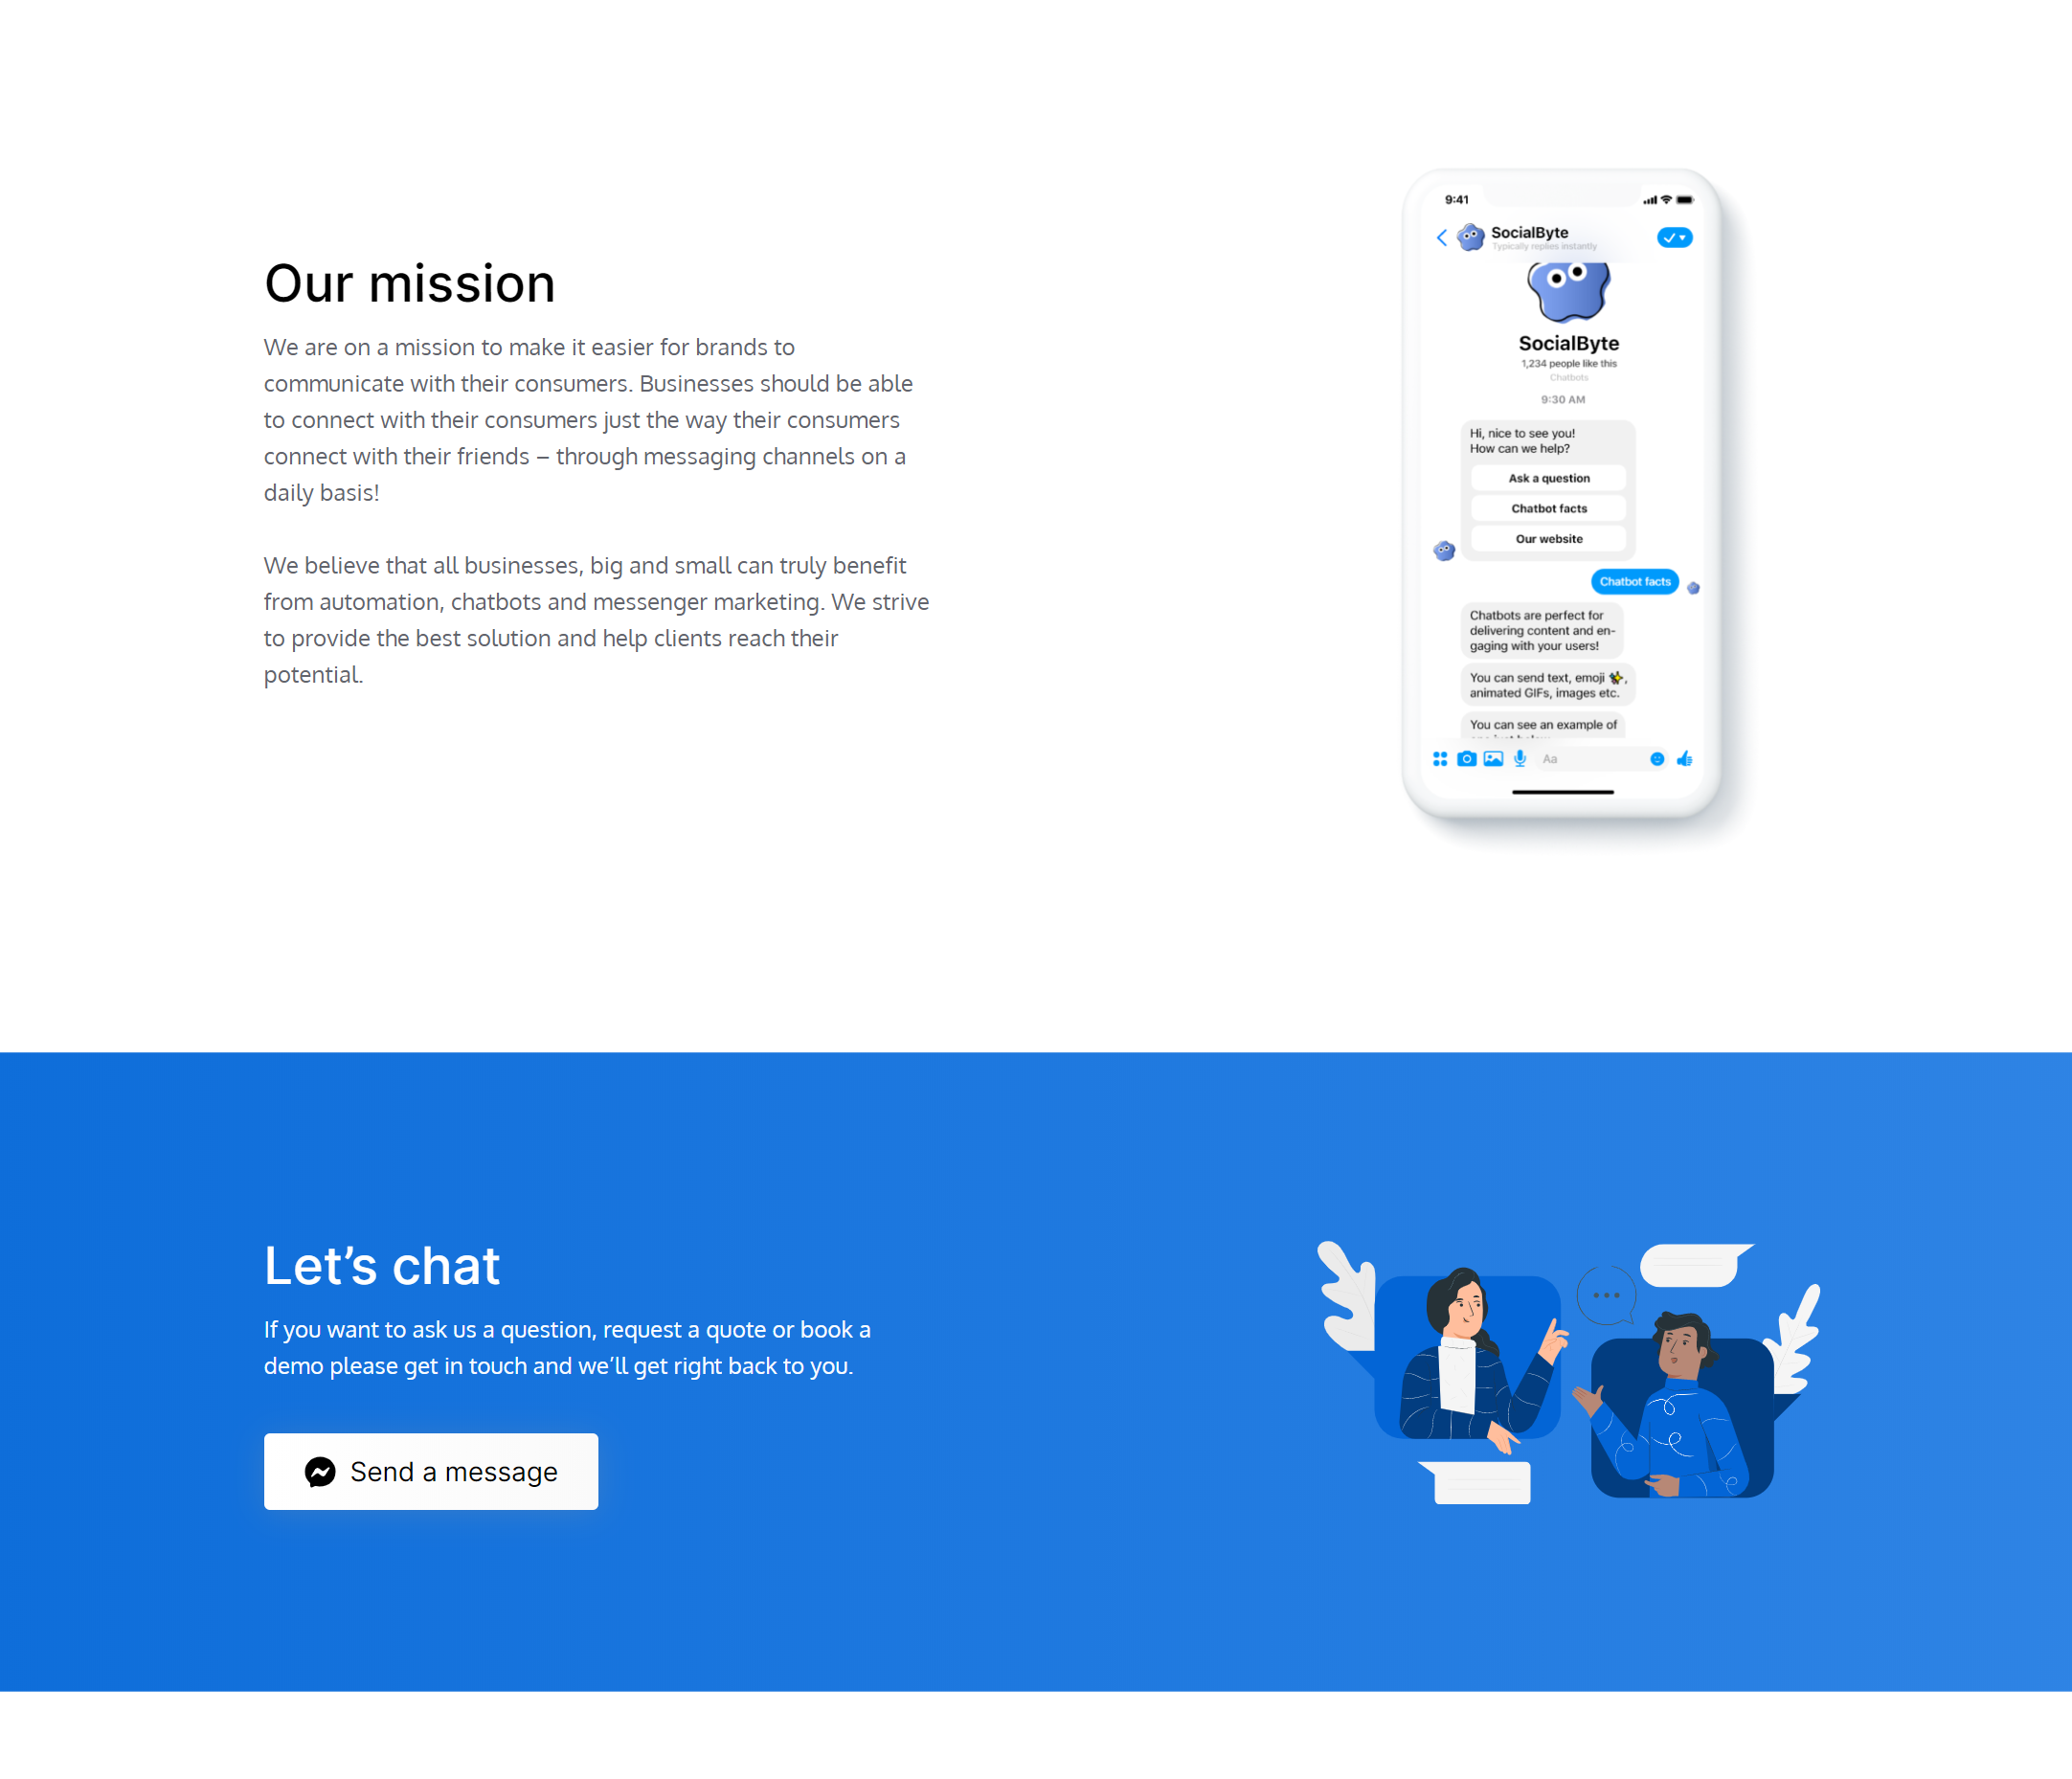 Our mission
We are on a mission to make it easier for brands to
communicate with their consumers. Businesses should be able
to connect with their consumers just the way their consumers
connect with their friends – through messaging channels on a
daily basis!
We believe that all businesses, big and small can truly benefit
from automation, chatbots and messenger marketing. We strive
to provide the best solution and help clients reach their
potential.
9:41
SocialByte
Typically replies instantly
SocialByte
1,234 people like this
Chatbots
9:30 AM
Hi, nice to see you!
How can we help?
Ask a question
Chatbot facts
Our website
Chatbot facts
Chatbots are perfect for
delivering content and en-
gaging with your users!
You can send text, emoji ,
animated GIFs, images etc.
You can see an example of
Aa
Let’s chat
If you want to ask us a question, request a quote or book a
demo please get in touch and we’ll get right back to you.
Send a message